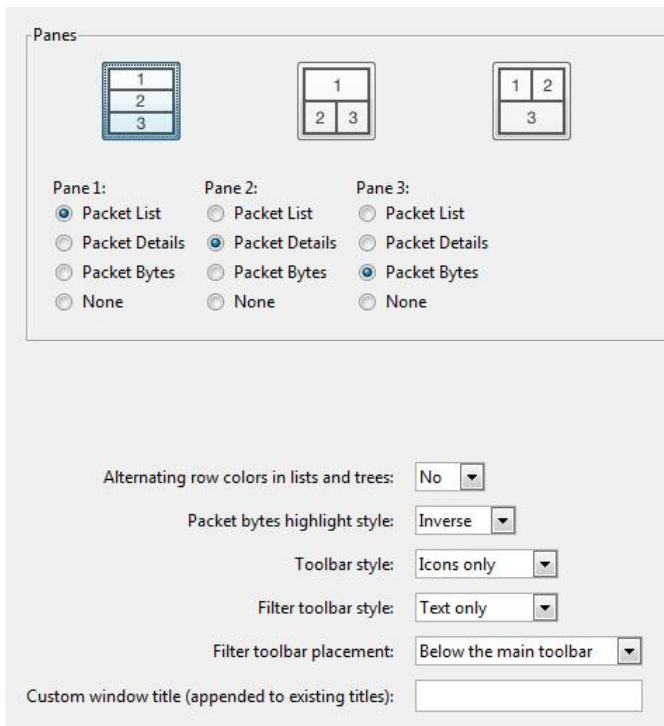 Panes
1
2
3
1
2 3
1 2
3
Pane 1: Pane 2: Pane 3:
Packet List Packet List Packet List
Packet Details Packet Details Packet Details
Packet Bytes Packet Bytes Packet Bytes
None None None
Alternating row colors in lists and trees: No
Packet bytes highlight style: Inverse
Toolbar style: Icons only
Filter toolbar style: Text only
Filter toolbar placement: Below the main toolbar
Custom window title (appended to existing titles):